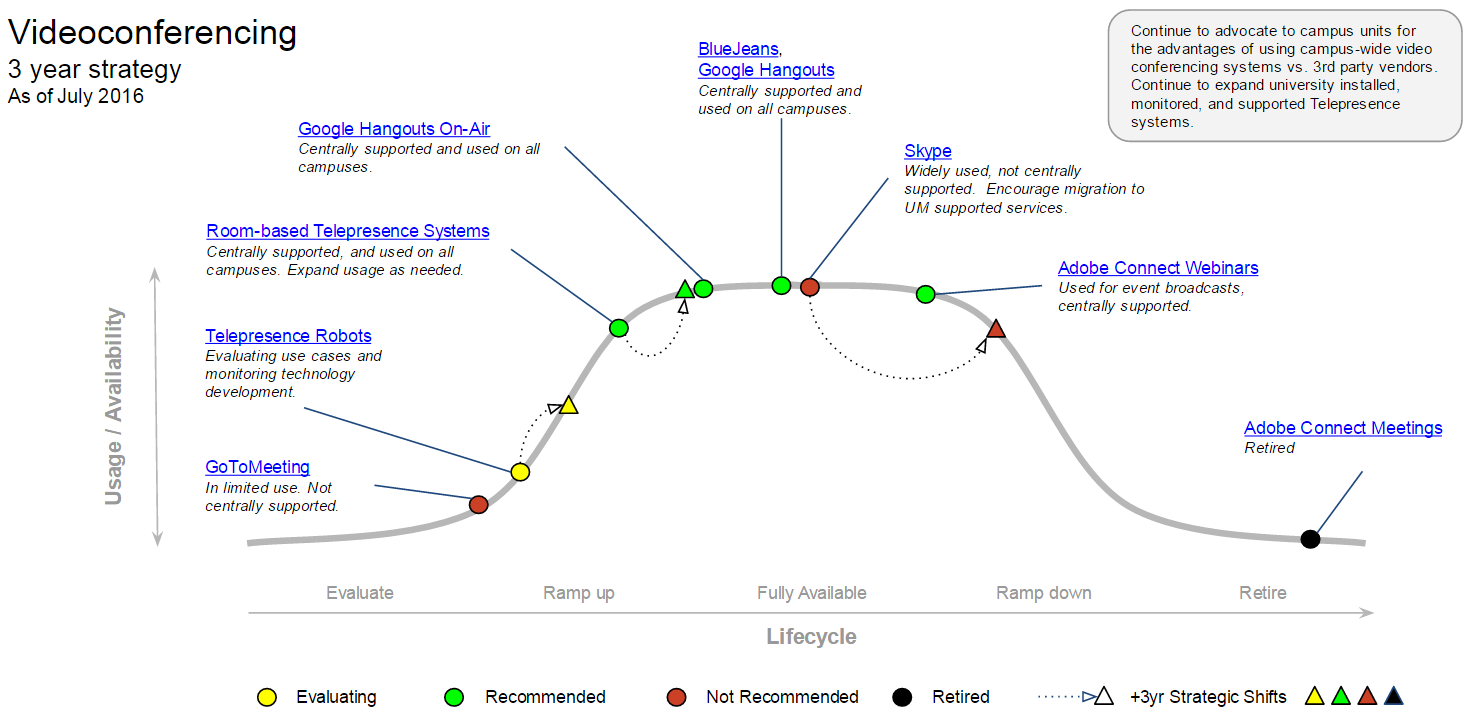 Videoconferencing
3 year strategy
As of July 2016
Continue to advocate to campus units for
the advantages of using campus-wide video
conferencing systems vs. 3rd party vendors.
Continue to expand university installed,
monitored, and supported Telepresence
systems.
BlueJeans,
Google Hangouts
Centrally supported and
used on all campuses.
Google Hangouts On-Air
Centrally supported and used on all
campuses.
Skype
Widely used, not centrally
supported.  Encourage migration to
UM supported services.
Room-based Telepresence Systems
Centrally supported, and used on all
campuses. Expand usage as needed.
Adobe Connect Webinars
Used for event broadcasts,
centrally supported.
Telepresence Robots
Evaluating use cases and
monitoring technology
development.
GoToMeeting
In limited use. Not
centrally supported.
Adobe Connect Meetings
Retired
Usage / Availability
Evaluate
Ramp up
Fully Available
Ramp down
Retire
Lifecycle
Evaluating
Recommended
Not Recommended
Retired
+3yr Strategic Shifts